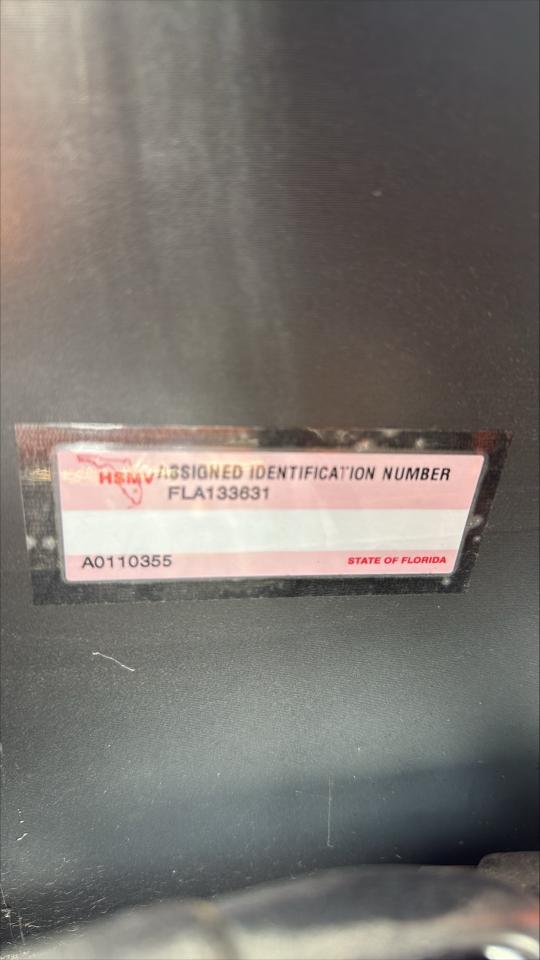 HSMV ASSIGNED IDENTIFICATION NUMBER
FLA133631
A0110355 STATE OF FLORIDA